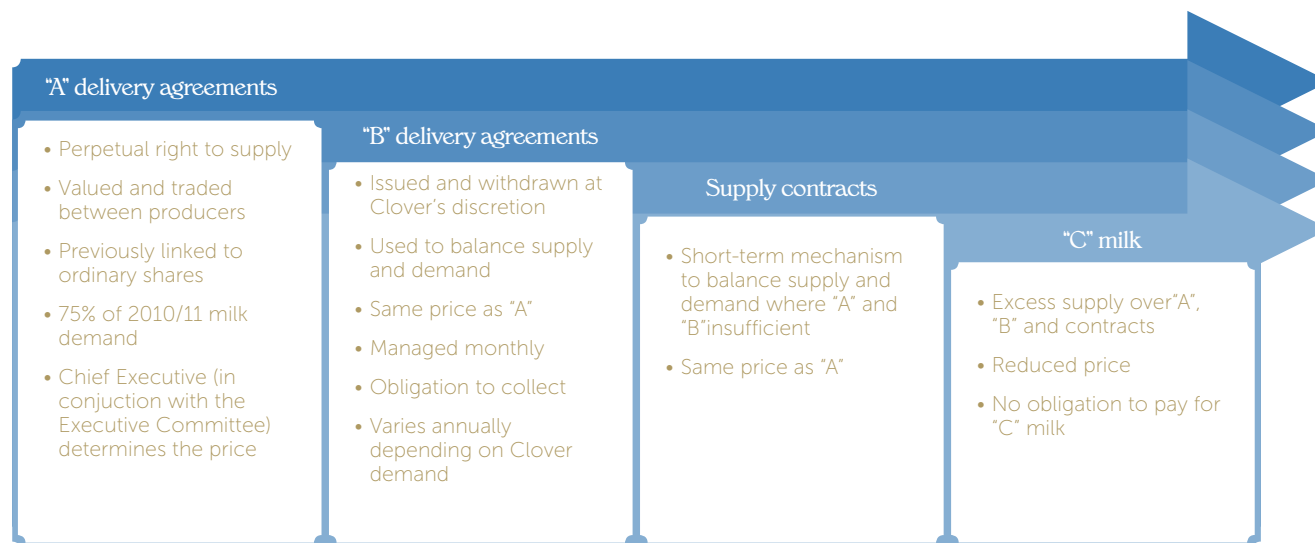 “A” delivery agreements
• Perpetual right to supply
• Valued and traded
between producers
• Previously linked to
ordinary shares
• 75% of 2010/11 milk
demand
• Chief Executive (in
conjuction with the
Executive Committee)
determines the price
“B” delivery agreements
• Issued and withdrawn at
Clover’s discretion
• Used to balance supply
and demand
• Same price as “A”
• Managed monthly
• Obligation to collect
• Varies annually
depending on Clover
demand
Supply contracts
• Short-term mechanism
to balance supply and
demand where “A” and
“B”insufficient
• Same price as “A”
“C” milk
• Excess supply over“A”,
“B” and contracts
• Reduced price
• No obligation to pay for
“C” milk